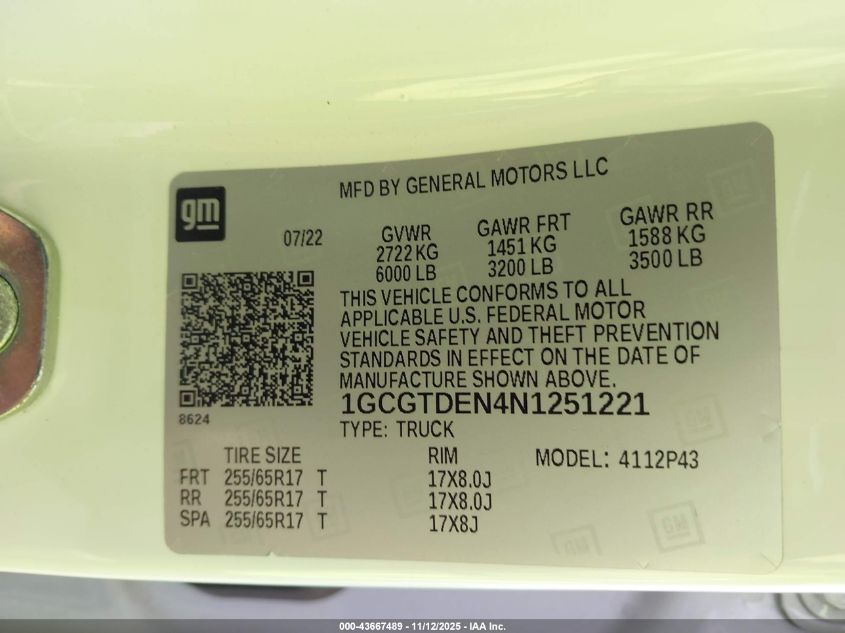 gm
MFD BY GENERAL MOTORS LLC
07/22
GVWR GAWR FRT GAWR RR
2722 KG 1451 KG 1588 KG
6000 LB 3200 LB 3500 LB
THIS VEHICLE CONFORMS TO ALL
APPLICABLE U.S. FEDERAL MOTOR
VEHICLE SAFETY AND THEFT PREVENTION
STANDARDS IN EFFECT ON THE DATE OF
MANUFACTURE SHOWN ABOVE.
8624
1GCGTDEN4N1251221
TYPE: TRUCK
TIRE SIZE RIM MODEL: 4112P43
FRT 255/65R17 T 17X8.0J
RR 255/65R17 T 17X8.0J
SPA 255/65R17 T 17X8J
000-43667489 - 11/12/2025 - IAA Inc.